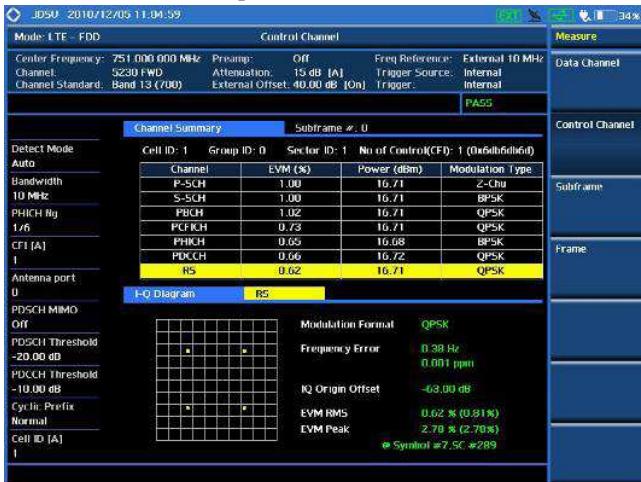 JDSU 2010/12/05 11:04:59 EXT 34%
Mode: LTE - FDD Control Channel Measure
Center Frequency: 751.000 000 MHz Preamp: Off Freq Reference: External 10 MHz
Channel: 5230 FWD Attenuation: 15 dB [A] Trigger Source: Internal
Channel Standard: Band 13 (700) External Offset: 40.00 dB [On] Trigger: Internal
PASS
Data Channel
Control Channel
Subframe
Frame
Detect Mode
Auto
Bandwidth
10 MHz
PHICH Ng
1/6
CFI [A]
1
Antenna port
0
PDSCH MIMO
Off
PDSCH Threshold
-20.00 dB
PDCCH Threshold
-10.00 dB
Cyclic Prefix
Normal
Cell ID [A]
1
Channel Summary Subframe #: 0
Cell ID: 1 Group ID: 0 Sector ID: 1 No of Control(CFI): 1 (0x6db6db6d)
Channel EVM (%) Power (dBm) Modulation Type
P-SCH 1.00 16.71 Z-Chu
S-SCH 1.00 16.71 BPSK
PBCH 1.02 16.71 QPSK
PCFICH 0.73 16.71 QPSK
PHICH 0.65 16.68 BPSK
PDCCH 0.66 16.72 QPSK
RS 0.62 16.71 QPSK
I-Q Diagram RS
Modulation Format QPSK
Frequency Error 0.38 Hz
0.001 ppm
IQ Origin Offset -63.00 dB
EVM RMS 0.62 % (0.81%)
EVM Peak 2.70 % (2.70%)
@ Symbol #7,SC #289